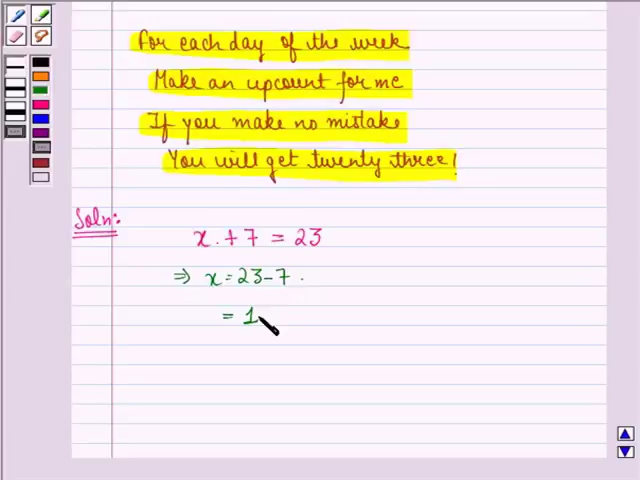 For each day of the week
Make an upcount for me
If you make no mistake
You will get twenty three!
Soln:
x + 7 = 23
⇒ x = 23 - 7
= 1